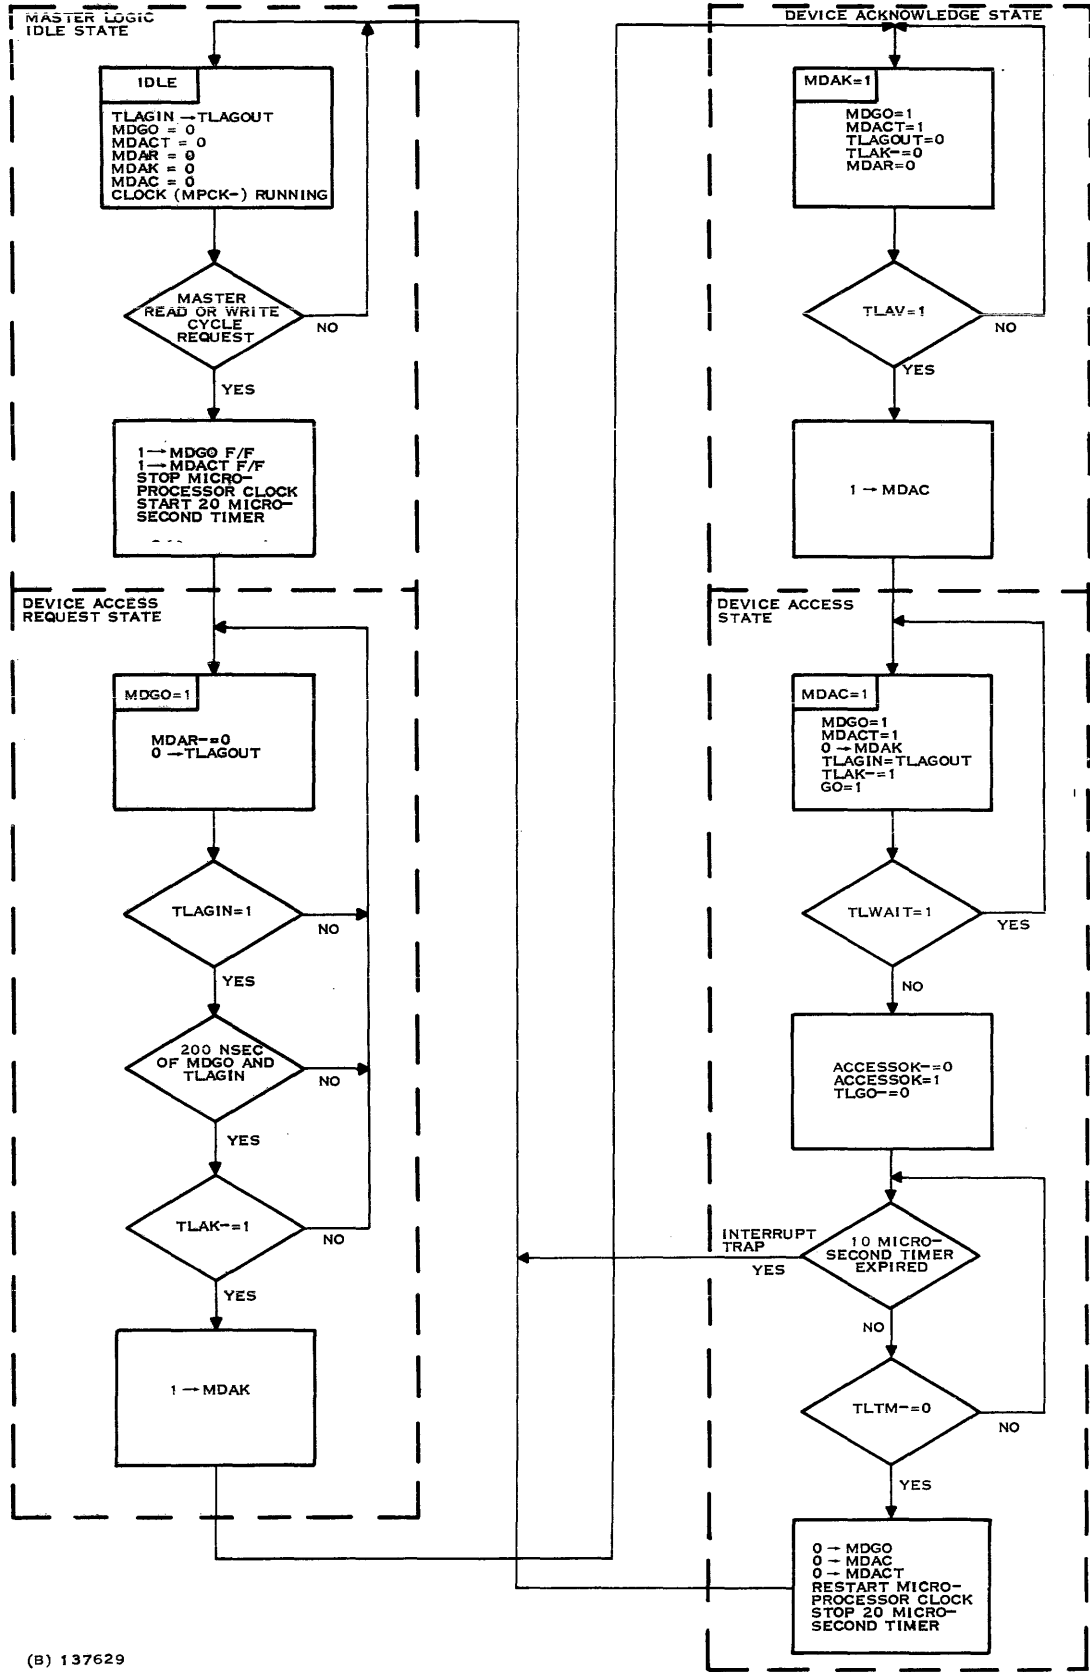 MASTER LOGIC
IDLE STATE
IDLE
TLAGIN → TLAGOUT
MDGO = 0
MDACT = 0
MDAR = 0
MDAK = 0
MDAC = 0
CLOCK (MPCK-) RUNNING
MASTER
READ OR WRITE
CYCLE
REQUEST
NO
YES
1 → MDGO F/F
1 → MDACT F/F
STOP MICRO-
PROCESSOR CLOCK
START 20 MICRO-
SECOND TIMER
DEVICE ACCESS
REQUEST STATE
MDGO=1
MDAR-=0
0 → TLAGOUT
TLAGIN=1
NO
YES
200 NSEC
OF MDGO AND
TLAGIN
NO
YES
TLAK-=1
NO
YES
1 → MDAK
DEVICE ACKNOWLEDGE STATE
MDAK=1
MDGO=1
MDACT=1
TLAGOUT=0
TLAK-=0
MDAR=0
TLAV=1
NO
YES
1 → MDAC
DEVICE ACCESS
STATE
MDAC=1
MDGO=1
MDACT=1
0 → MDAK
TLAGIN=TLAGOUT
TLAK-=1
GO=1
TLWAIT=1
YES
NO
ACCESSOK-=0
ACCESSOK=1
TLGO-=0
INTERRUPT
TRAP
YES
10 MICRO-
SECOND TIMER
EXPIRED
NO
TLTM-=0
NO
YES
0 → MDGO
0 → MDAC
0 → MDACT
RESTART MICRO-
PROCESSOR CLOCK
STOP 20 MICRO-
SECOND TIMER
(B) 137629